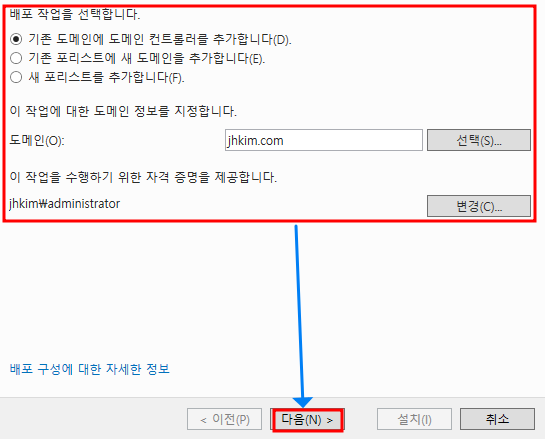 배포 작업을 선택합니다.
기존 도메인에 도메인 컨트롤러를 추가합니다(D).
기존 포리스트에 새 도메인을 추가합니다(E).
새 포리스트를 추가합니다(F).
이 작업에 대한 도메인 정보를 지정합니다.
도메인(O): jhkim.com 선택(S)...
이 작업을 수행하기 위한 자격 증명을 제공합니다.
jhkim₩administrator 변경(C)...
배포 구성에 대한 자세한 정보
< 이전(P) 다음(N) > 설치(I) 취소